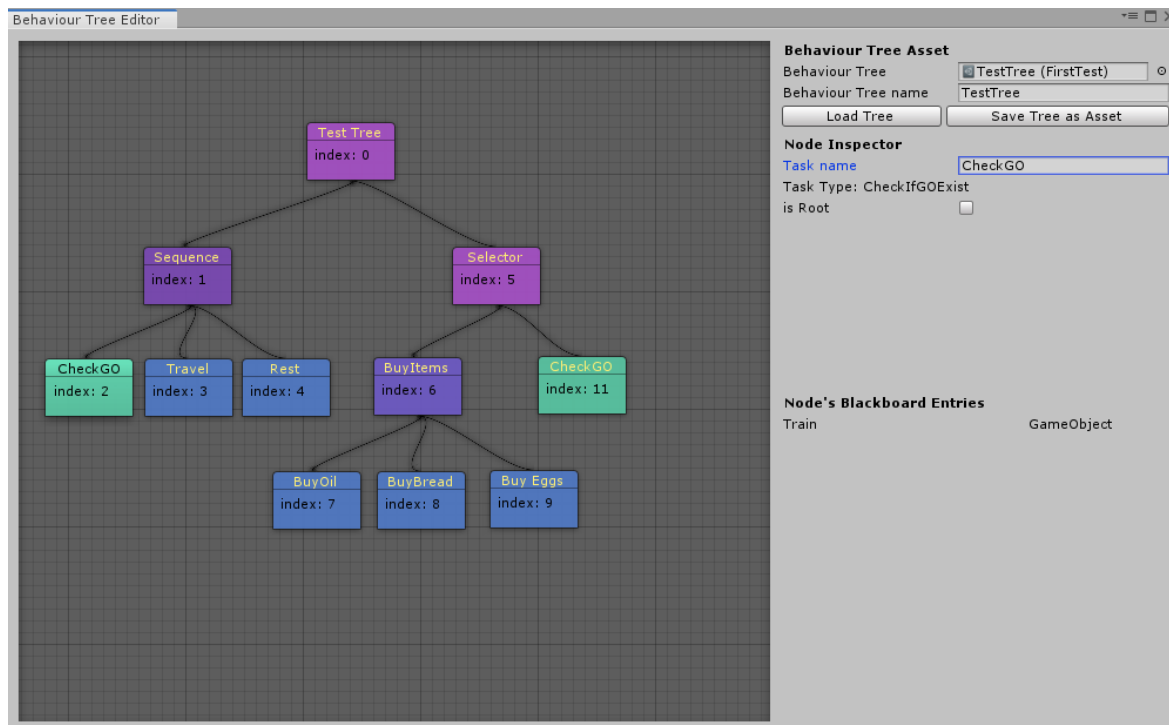 Behaviour Tree Editor
Test Tree
index: 0
Sequence
index: 1
Selector
index: 5
CheckGO
index: 2
Travel
index: 3
Rest
index: 4
BuyItems
index: 6
CheckGO
index: 11
BuyOil
index: 7
BuyBread
index: 8
Buy Eggs
index: 9
Behaviour Tree Asset
Behaviour Tree TestTree (FirstTest)
Behaviour Tree name TestTree
Load Tree Save Tree as Asset
Node Inspector
Task name CheckGO
Task Type: CheckIfGOExist
is Root
Node's Blackboard Entries
Train GameObject